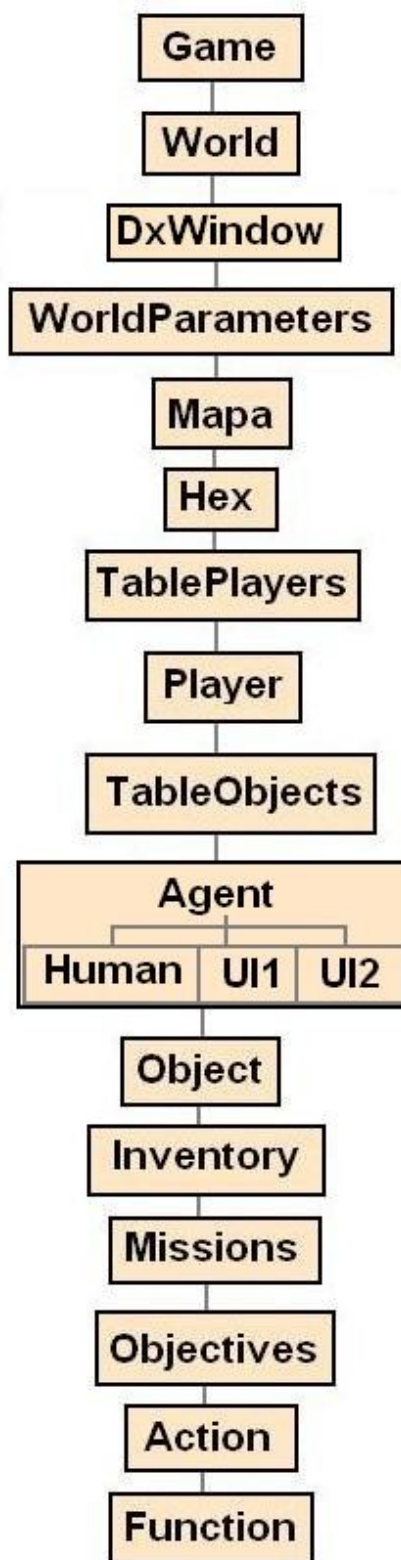 Game
World
DxWindow
WorldParameters
Mapa
Hex
TablePlayers
Player
TableObjects
Agent
Human UI1 UI2
Object
Inventory
Missions
Objectives
Action
Function